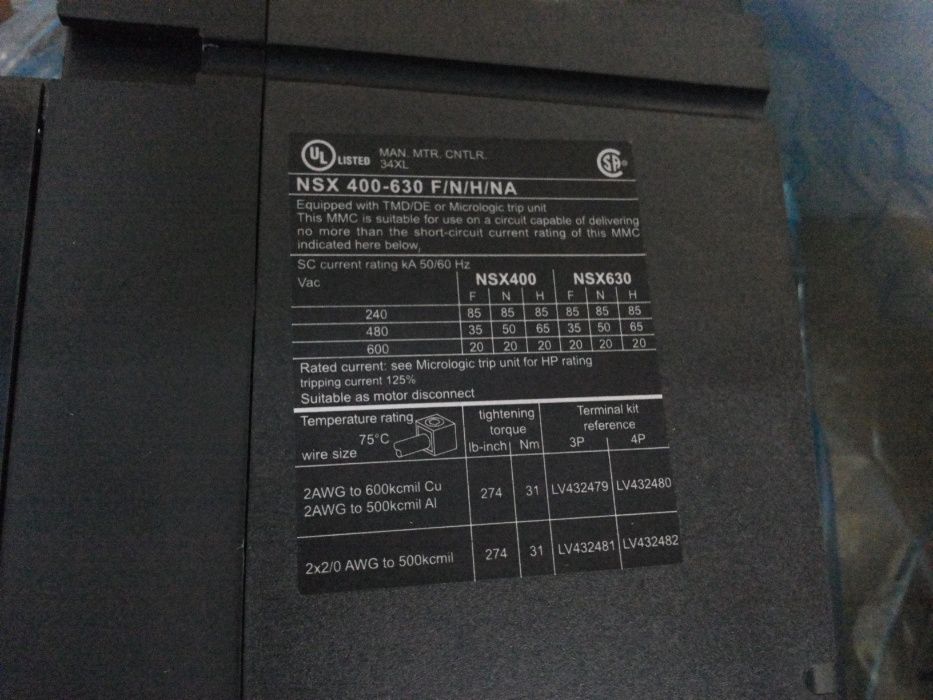 UL LISTED MAN. MTR. CNTLR.
34XL
SA
NSX 400-630 F/N/H/NA
Equipped with TMD/DE or Micrologic trip unit
This MMC is suitable for use on a circuit capable of delivering
no more than the short-circuit current rating of this MMC
indicated here below,
SC current rating kA 50/60 Hz
Vac NSX400 NSX630
F N H F N H
240 85 85 85 85 85 85
480 35 50 65 35 50 65
600 20 20 20 20 20 20
Rated current: see Micrologic trip unit for HP rating
tripping current 125%
Suitable as motor disconnect
Temperature rating tightening Terminal kit
75°C torque reference
wire size lb-inch Nm 3P 4P
2AWG to 600kcmil Cu 274 31 LV432479 LV432480
2AWG to 500kcmil Al
2x2/0 AWG to 500kcmil 274 31 LV432481 LV432482